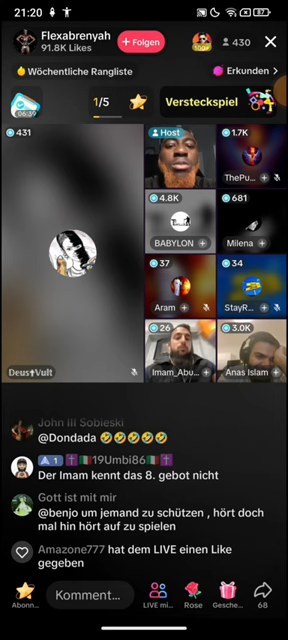 21:20
87
Flexabrenyah
91.8K Likes
+ Folgen
430
Wöchentliche Rangliste
Erkunden >
06:39
1/5
Versteckspiel
431
Host
1.7K
ThePu...
4.8K
BABYLON
681
Milena
37
Aram
34
StayR...
26
Imam_Abu...
3.0K
Anas Islam
Deus✝Vult
John III Sobieski
@Dondada 🤣🤣🤣🤣🤣
1 ✝️🇮🇹19Umbi86🇮🇹✝️
Der Imam kennt das 8. gebot nicht
Gott ist mit mir
@benjo um jemand zu schützen , hört doch
mal hin hört auf zu spielen
Amazone777 hat dem LIVE einen Like
gegeben
Kommentˑˑˑ
Abonn...
LIVE mi...
Rose
Gesche...
68